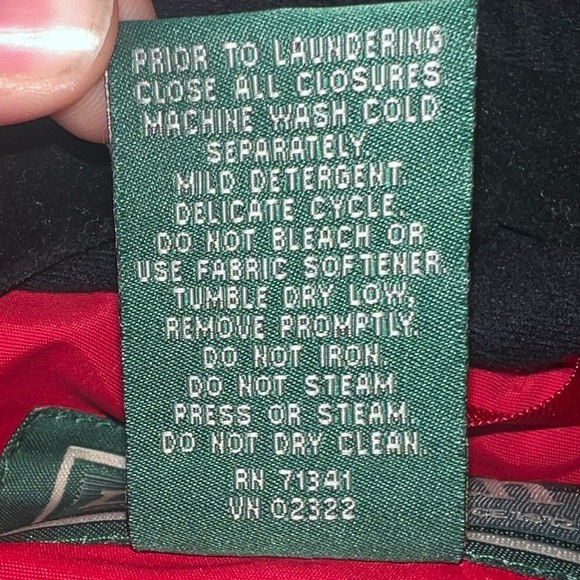 PRIOR TO LAUNDERING
CLOSE ALL CLOSURES
MACHINE WASH COLD
SEPARATELY.
MILD DETERGENT.
DELICATE CYCLE.
DO NOT BLEACH OR
USE FABRIC SOFTENER.
TUMBLE DRY LOW,
REMOVE PROMPTLY.
DO NOT IRON.
DO NOT STEAM
PRESS OR STEAM.
DO NOT DRY CLEAN.
RN 71341
VN 02322